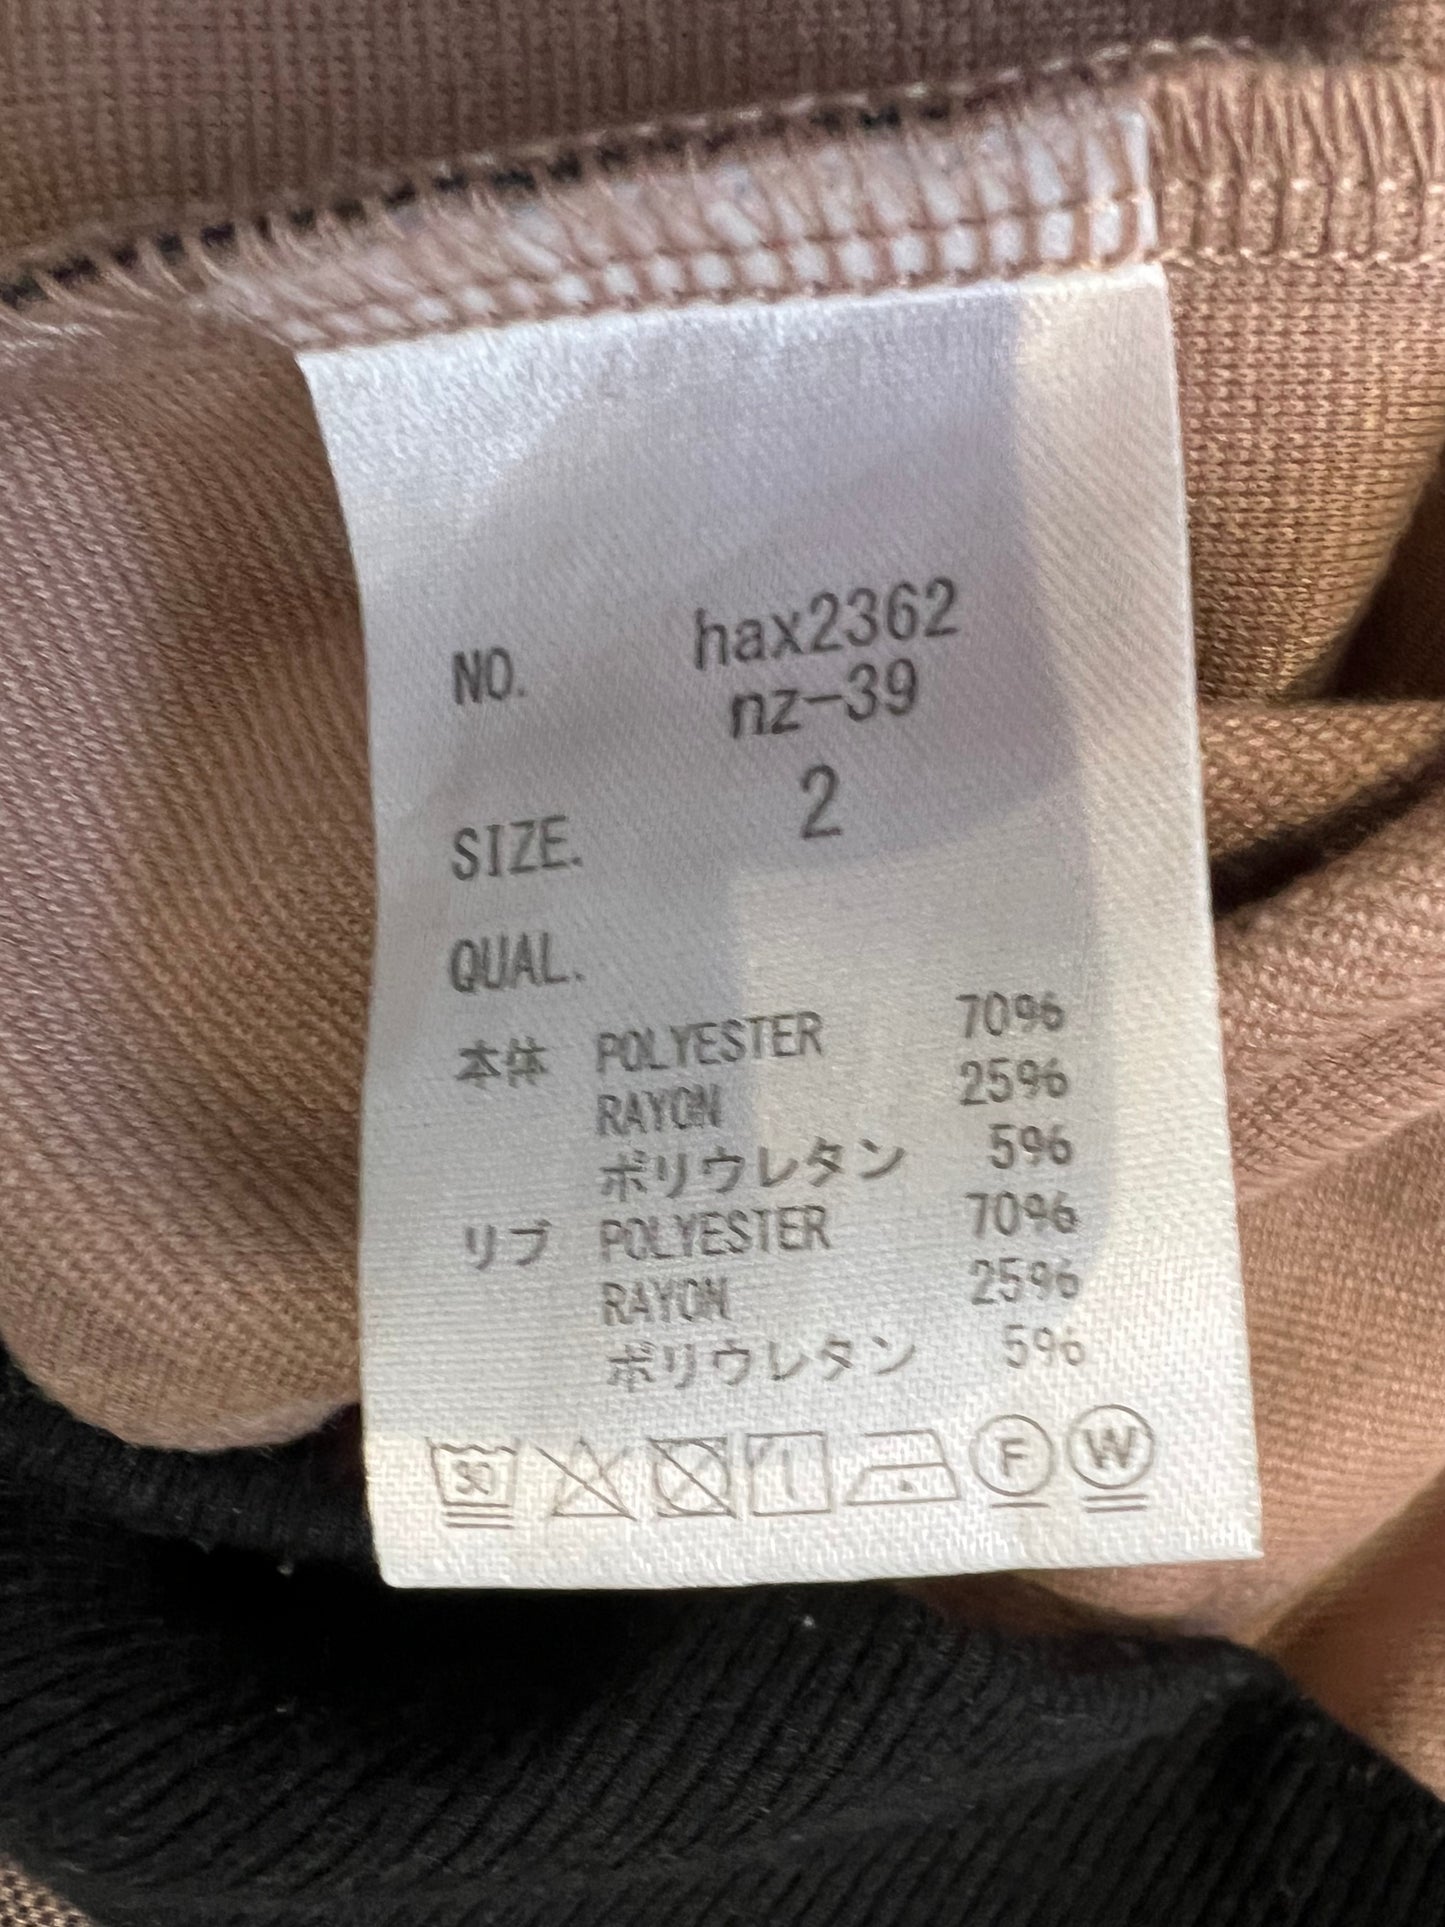 NO. hax2362
nz-39
SIZE. 2
QUAL.
本体 POLYESTER 70%
RAYON 25%
ポリウレタン 5%
リブ POLYESTER 70%
RAYON 25%
ポリウレタン 5%
30 F W